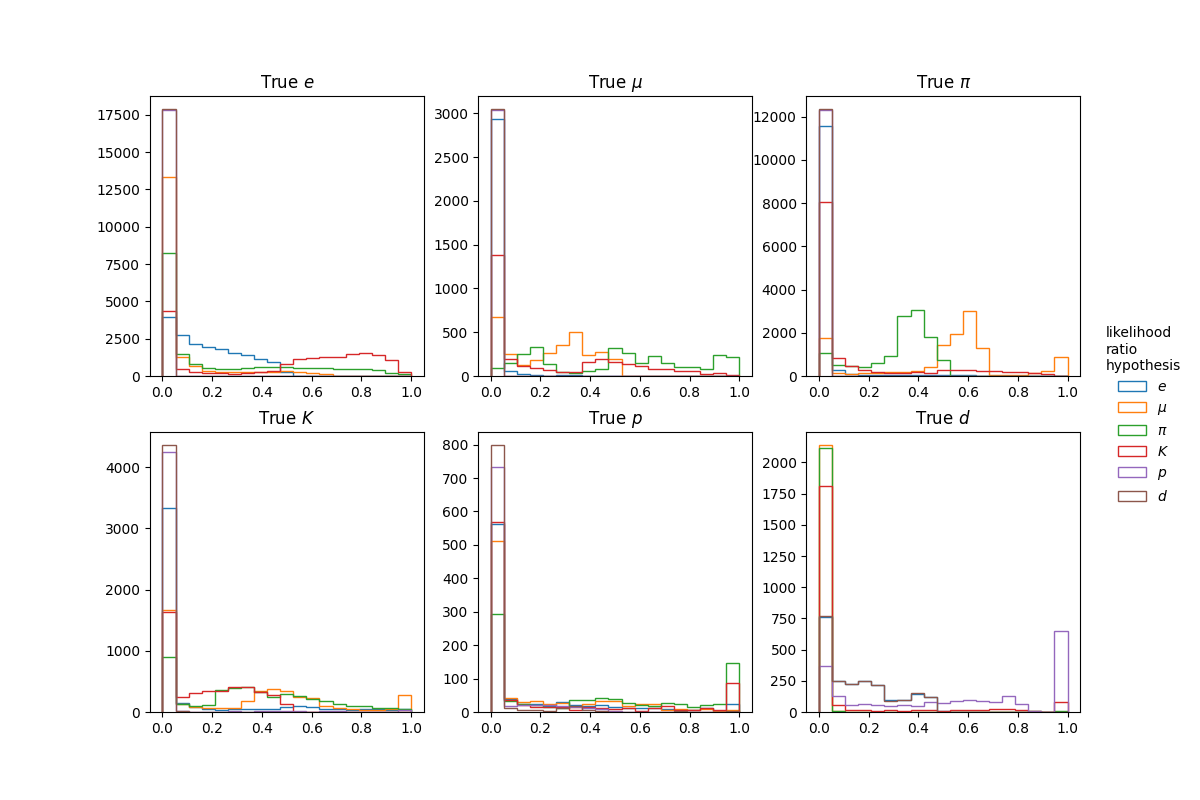 True e
True μ
True π
17500
15000
12500
10000
7500
5000
2500
0
0.0 0.2 0.4 0.6 0.8 1.0
3000
2500
2000
1500
1000
500
0
0.0 0.2 0.4 0.6 0.8 1.0
12000
10000
8000
6000
4000
2000
0
0.0 0.2 0.4 0.6 0.8 1.0
True K
True p
True d
4000
3000
2000
1000
0
0.0 0.2 0.4 0.6 0.8 1.0
800
700
600
500
400
300
200
100
0
0.0 0.2 0.4 0.6 0.8 1.0
2000
1750
1500
1250
1000
750
500
250
0
0.0 0.2 0.4 0.6 0.8 1.0
likelihood
ratio
hypothesis
e
μ
π
K
p
d